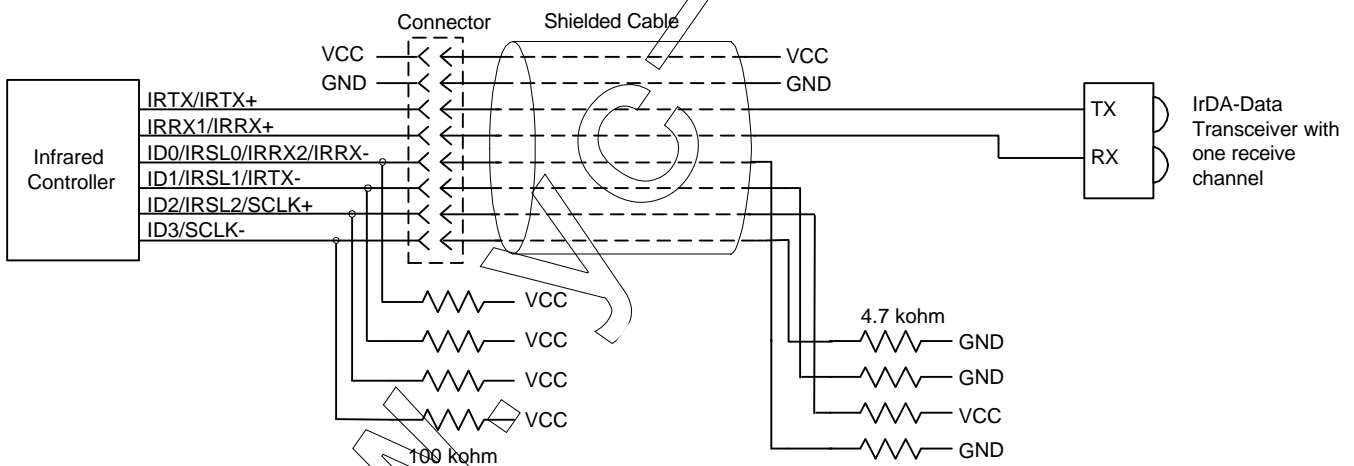 Connector
Shielded Cable
VCC
VCC
GND
GND
IRTX/IRTX+
IRRX1/IRRX+
ID0/IRSL0/IRRX2/IRRX-
ID1/IRSL1/IRTX-
ID2/IRSL2/SCLK+
ID3/SCLK-
Infrared
Controller
TX
RX
IrDA-Data
Transceiver with
one receive
channel
VCC
VCC
VCC
VCC
100 kohm
4.7 kohm
GND
GND
VCC
GND